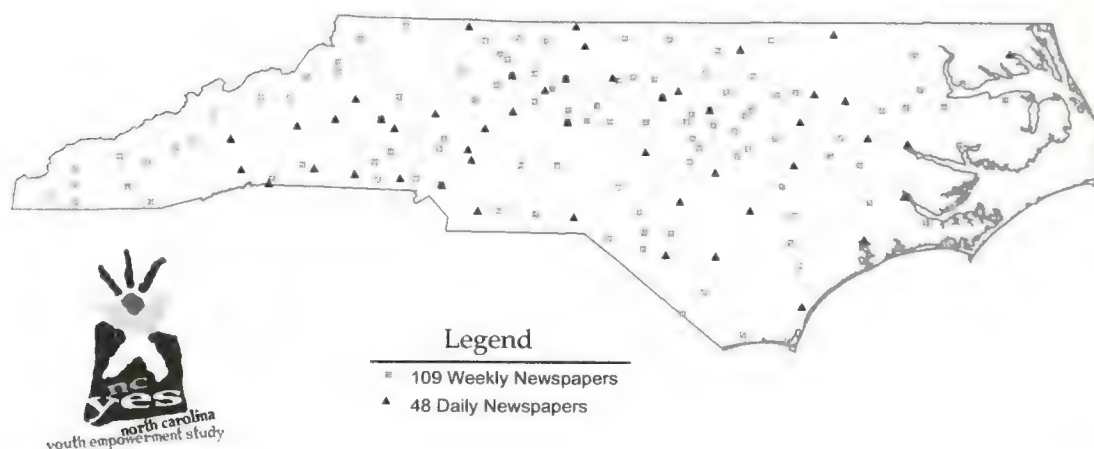 Legend
109 Weekly Newspapers
48 Daily Newspapers
nc
yes
north carolina
youth empowerment study